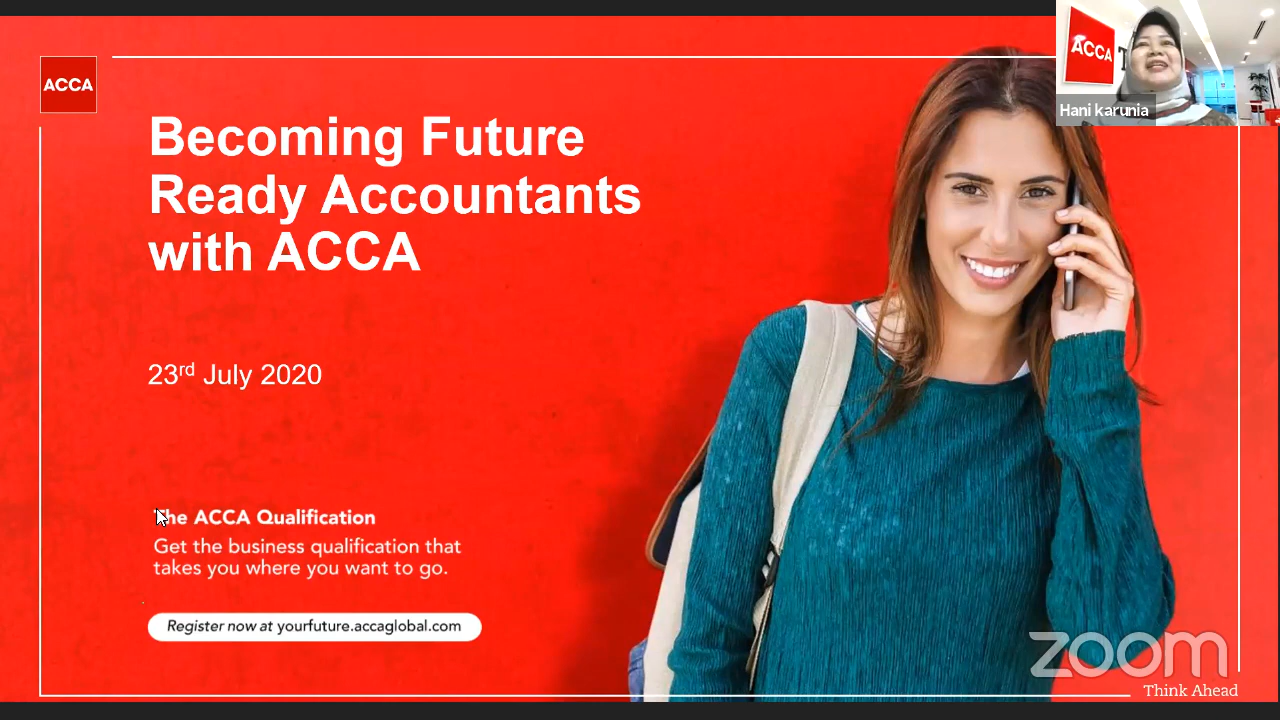 ACCA
Becoming Future
Ready Accountants
with ACCA
23rd July 2020
The ACCA Qualification
Get the business qualification that
takes you where you want to go.
Register now at yourfuture.accaglobal.com
ACCA
Hani karunia
zoom
Think Ahead